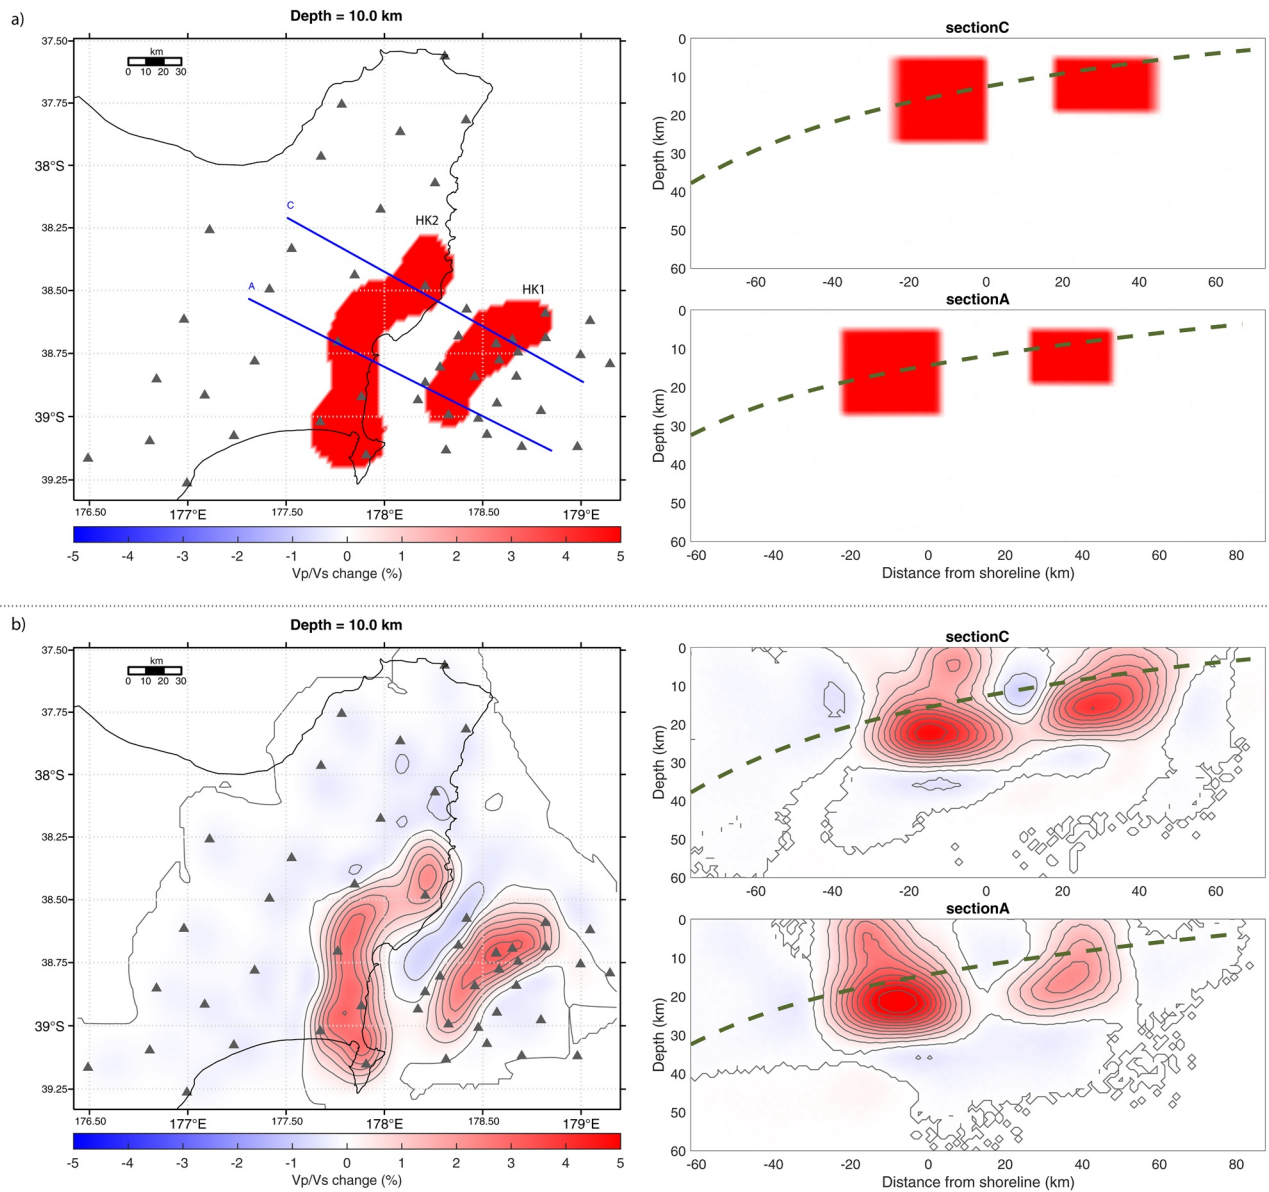 a)
Depth = 10.0 km
37.50
37.75
38°S
38.25
38.50
38.75
39°S
39.25
km
0 10 20 30
C
A
HK2
HK1
176.50 177°E 177.50 178°E 178.50 179°E
-5 -4 -3 -2 -1 0 1 2 3 4 5
Vp/Vs change (%)
sectionC
0
10
20
30
40
50
60
Depth (km)
-60 -40 -20 0 20 40 60
sectionA
0
10
20
30
40
50
60
Depth (km)
-60 -40 -20 0 20 40 60 80
Distance from shoreline (km)
b)
Depth = 10.0 km
37.50
37.75
38°S
38.25
38.50
38.75
39°S
39.25
km
0 10 20 30
176.50 177°E 177.50 178°E 178.50 179°E
-5 -4 -3 -2 -1 0 1 2 3 4 5
Vp/Vs change (%)
sectionC
0
10
20
30
40
50
60
Depth (km)
-60 -40 -20 0 20 40 60
sectionA
0
10
20
30
40
50
60
Depth (km)
-60 -40 -20 0 20 40 60 80
Distance from shoreline (km)